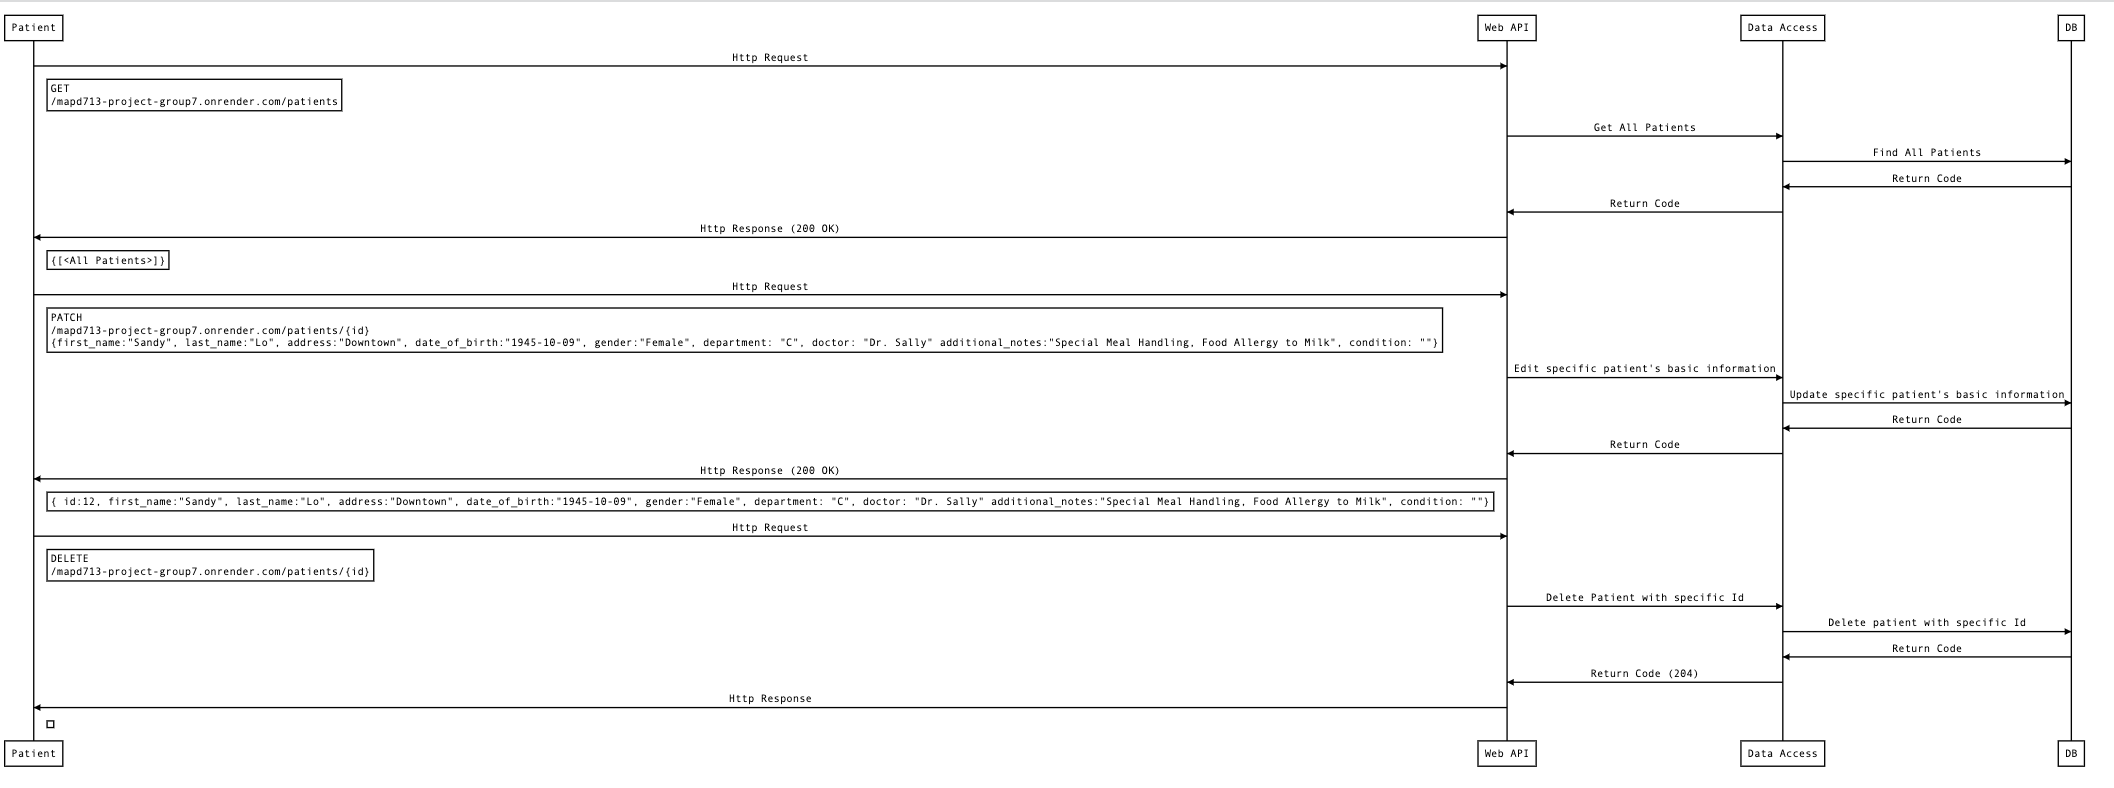 Patient
Web API
Data Access
DB
Http Request
GET
/mapd713-project-group7.onrender.com/patients
Get All Patients
Find All Patients
Return Code
Return Code
Http Response (200 OK)
{[<All Patients>]}
Http Request
PATCH
/mapd713-project-group7.onrender.com/patients/{id}
{first_name:"Sandy", last_name:"Lo", address:"Downtown", date_of_birth:"1945-10-09", gender:"Female", department: "C", doctor: "Dr. Sally" additional_notes:"Special Meal Handling, Food Allergy to Milk", condition: ""}
Edit specific patient's basic information
Update specific patient's basic information
Return Code
Return Code
Http Response (200 OK)
{ id:12, first_name:"Sandy", last_name:"Lo", address:"Downtown", date_of_birth:"1945-10-09", gender:"Female", department: "C", doctor: "Dr. Sally" additional_notes:"Special Meal Handling, Food Allergy to Milk", condition: ""}
Http Request
DELETE
/mapd713-project-group7.onrender.com/patients/{id}
Delete Patient with specific Id
Delete patient with specific Id
Return Code
Return Code (204)
Http Response
Patient
Web API
Data Access
DB